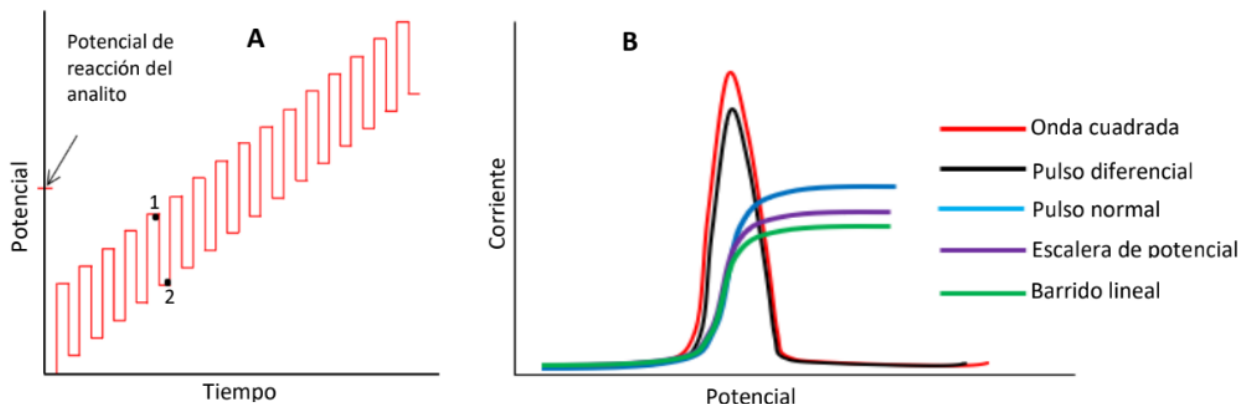 A
Potencial de
reacción del
analito
1
2
Potencial
Tiempo
B
Corriente
Potencial
Onda cuadrada
Pulso diferencial
Pulso normal
Escalera de potencial
Barrido lineal